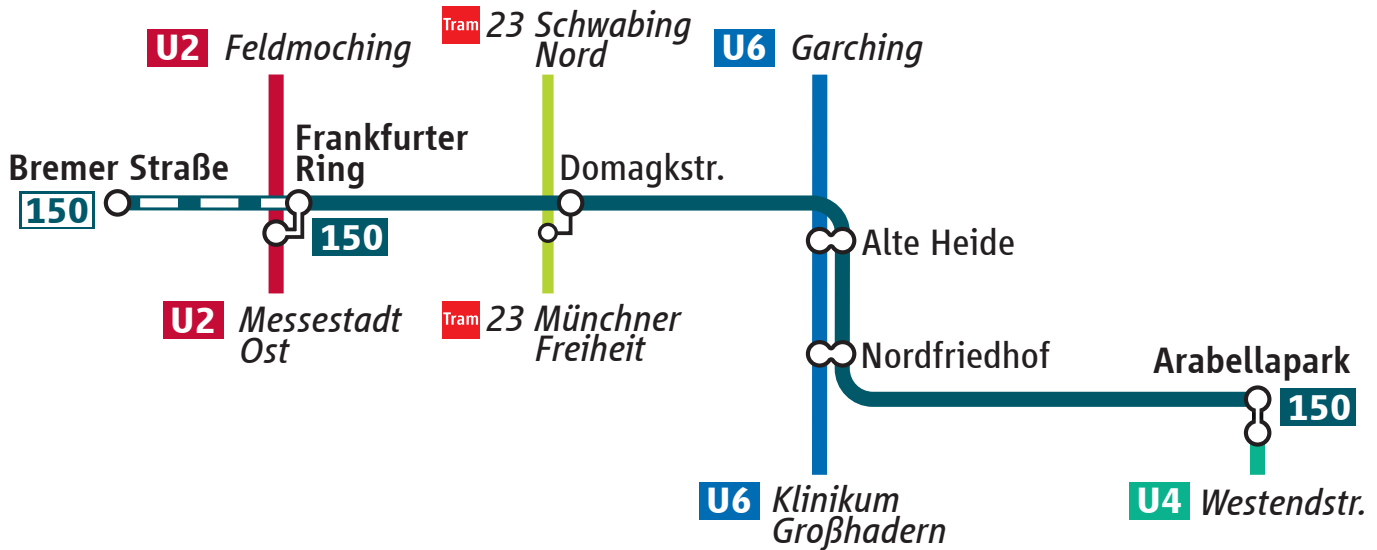 U2 Feldmoching
Tram 23 Schwabing
Nord
U6 Garching
Bremer Straße
150
Frankfurter
Ring
150
Domagkstr.
Alte Heide
Nordfriedhof
Arabellapark
150
U2 Messestadt
Ost
Tram 23 Münchner
Freiheit
U6 Klinikum
Großhadern
U4 Westendstr.